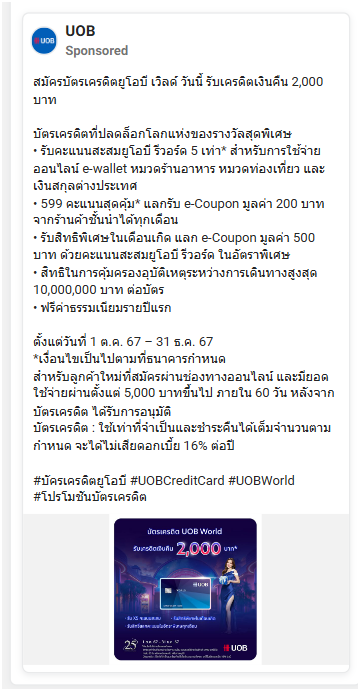 UOB
Sponsored
สมัครบัตรเครดิตยูโอบี เวิลด์ วันนี้ รับเครดิตเงินคืน 2,000
บาท
บัตรเครดิตที่ปลดล็อกโลกแห่งของรางวัลสุดพิเศษ
• รับคะแนนสะสมยูโอบี รีวอร์ด 5 เท่า* สำหรับการใช้จ่าย
ออนไลน์ e-wallet หมวดร้านอาหาร หมวดท่องเที่ยว และ
เงินสกุลต่างประเทศ
• 599 คะแนนสุดคุ้ม* แลกรับ e-Coupon มูลค่า 200 บาท
จากร้านค้าชั้นนำได้ทุกเดือน
• รับสิทธิพิเศษในเดือนเกิด แลก e-Coupon มูลค่า 500
บาท ด้วยคะแนนสะสมยูโอบี รีวอร์ด ในอัตราพิเศษ
• สิทธิในการคุ้มครองอุบัติเหตุระหว่างการเดินทางสูงสุด
10,000,000 บาท ต่อบัตร
• ฟรีค่าธรรมเนียมรายปีแรก
ตั้งแต่วันที่ 1 ต.ค. 67 – 31 ธ.ค. 67
*เงื่อนไขเป็นไปตามที่ธนาคารกำหนด
สำหรับลูกค้าใหม่ที่สมัครผ่านช่องทางออนไลน์ และมียอด
ใช้จ่ายผ่านตั้งแต่ 5,000 บาทขึ้นไป ภายใน 60 วัน หลังจาก
บัตรเครดิต ได้รับการอนุมัติ
บัตรเครดิต : ใช้เท่าที่จำเป็นและชำระคืนได้เต็มจำนวนตาม
กำหนด จะได้ไม่เสียดอกเบี้ย 16% ต่อปี
#บัครเครดิตยูโอบี #UOBCreditCard #UOBWorld
#โปรโมชันบัตรเครดิต
บัตรเครดิต UOB World
รับเครดิตเงินคืน 2,000 บาท*
UOB
25
UOB